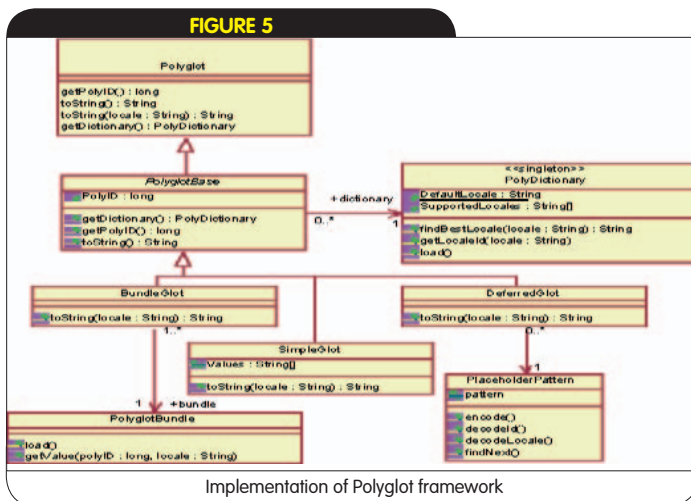 FIGURE 5
Polyglot
getPolyID() : long
toString() : String
toString(locale : String) : String
getDictionary() : PolyDictionary
PolyglotBase
PolyID : long
getDictionary() : PolyDictionary
getPolyID() : long
toString() : String
+ dictionary
0..*
1
<<singleton>>
PolyDictionary
DefaultLocale : String
SupportedLocales : String[]
findBestLocale(locale : String) : String
getLocaleId(locale : String)
load()
BundleGlot
toString(locale : String) : String
1..*
DeferredGlot
toString(locale : String) : String
0..*
SimpleGlot
Values : String[]
toString(locale : String) : String
1
+bundle
PolyglotBundle
load()
getValue(polyID : long, locale : String)
1
PlaceholderPattern
pattern
encode()
decodeId()
decodeLocale()
findNext()
Implementation of Polyglot framework